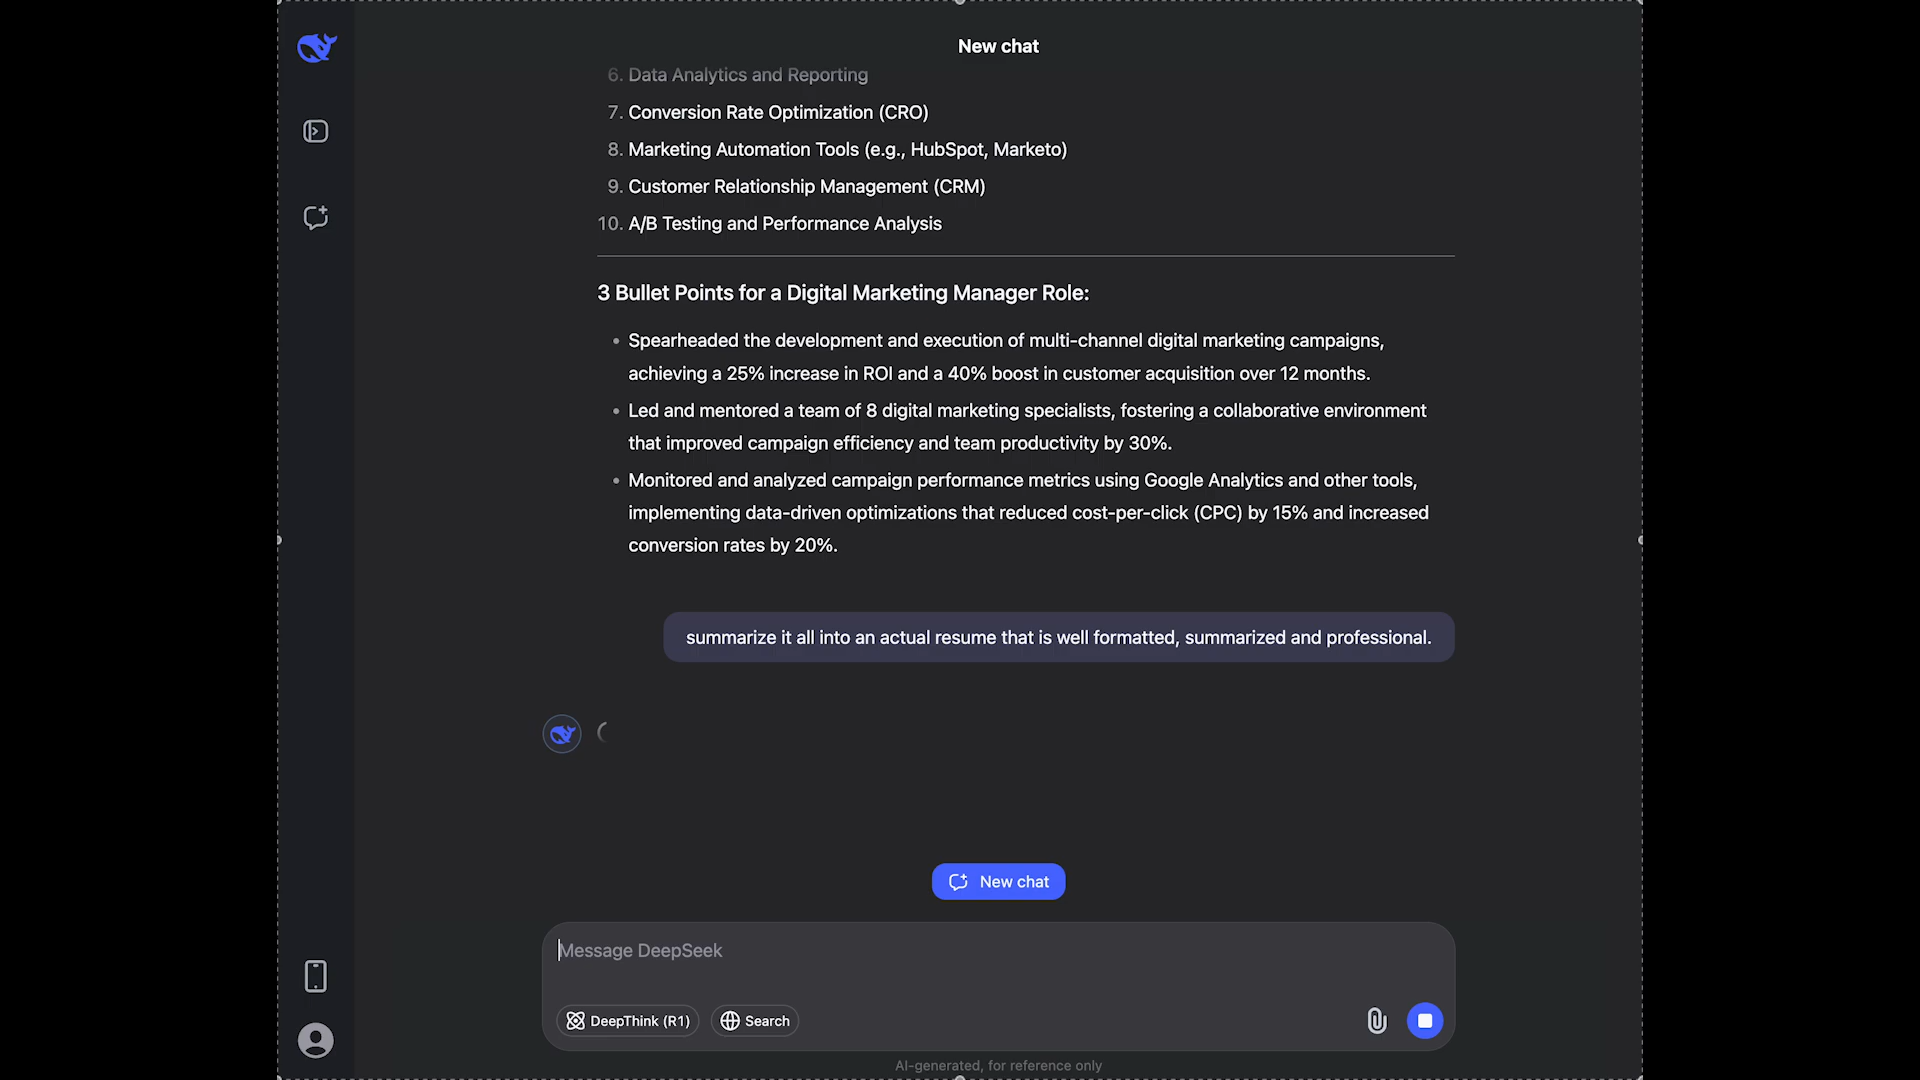 New chat
6. Data Analytics and Reporting
7. Conversion Rate Optimization (CRO)
8. Marketing Automation Tools (e.g., HubSpot, Marketo)
9. Customer Relationship Management (CRM)
10. A/B Testing and Performance Analysis
3 Bullet Points for a Digital Marketing Manager Role:
• Spearheaded the development and execution of multi-channel digital marketing campaigns,
achieving a 25% increase in ROI and a 40% boost in customer acquisition over 12 months.
• Led and mentored a team of 8 digital marketing specialists, fostering a collaborative environment
that improved campaign efficiency and team productivity by 30%.
• Monitored and analyzed campaign performance metrics using Google Analytics and other tools,
implementing data-driven optimizations that reduced cost-per-click (CPC) by 15% and increased
conversion rates by 20%.
summarize it all into an actual resume that is well formatted, summarized and professional.
New chat
Message DeepSeek
DeepThink (R1) Search
AI-generated, for reference only